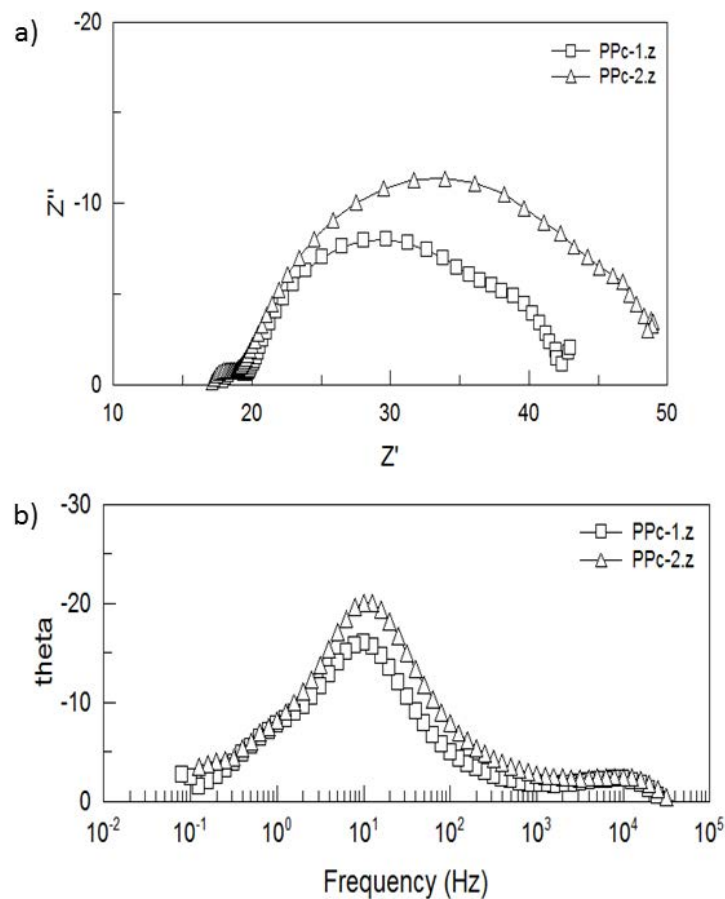 a)
-20
PPc-1.z
PPc-2.z
Z''
-10
0
10 20 30 40 50
Z'
b)
-30
PPc-1.z
PPc-2.z
-20
theta
-10
0
10-2 10-1 100 101 102 103 104 105
Frequency (Hz)